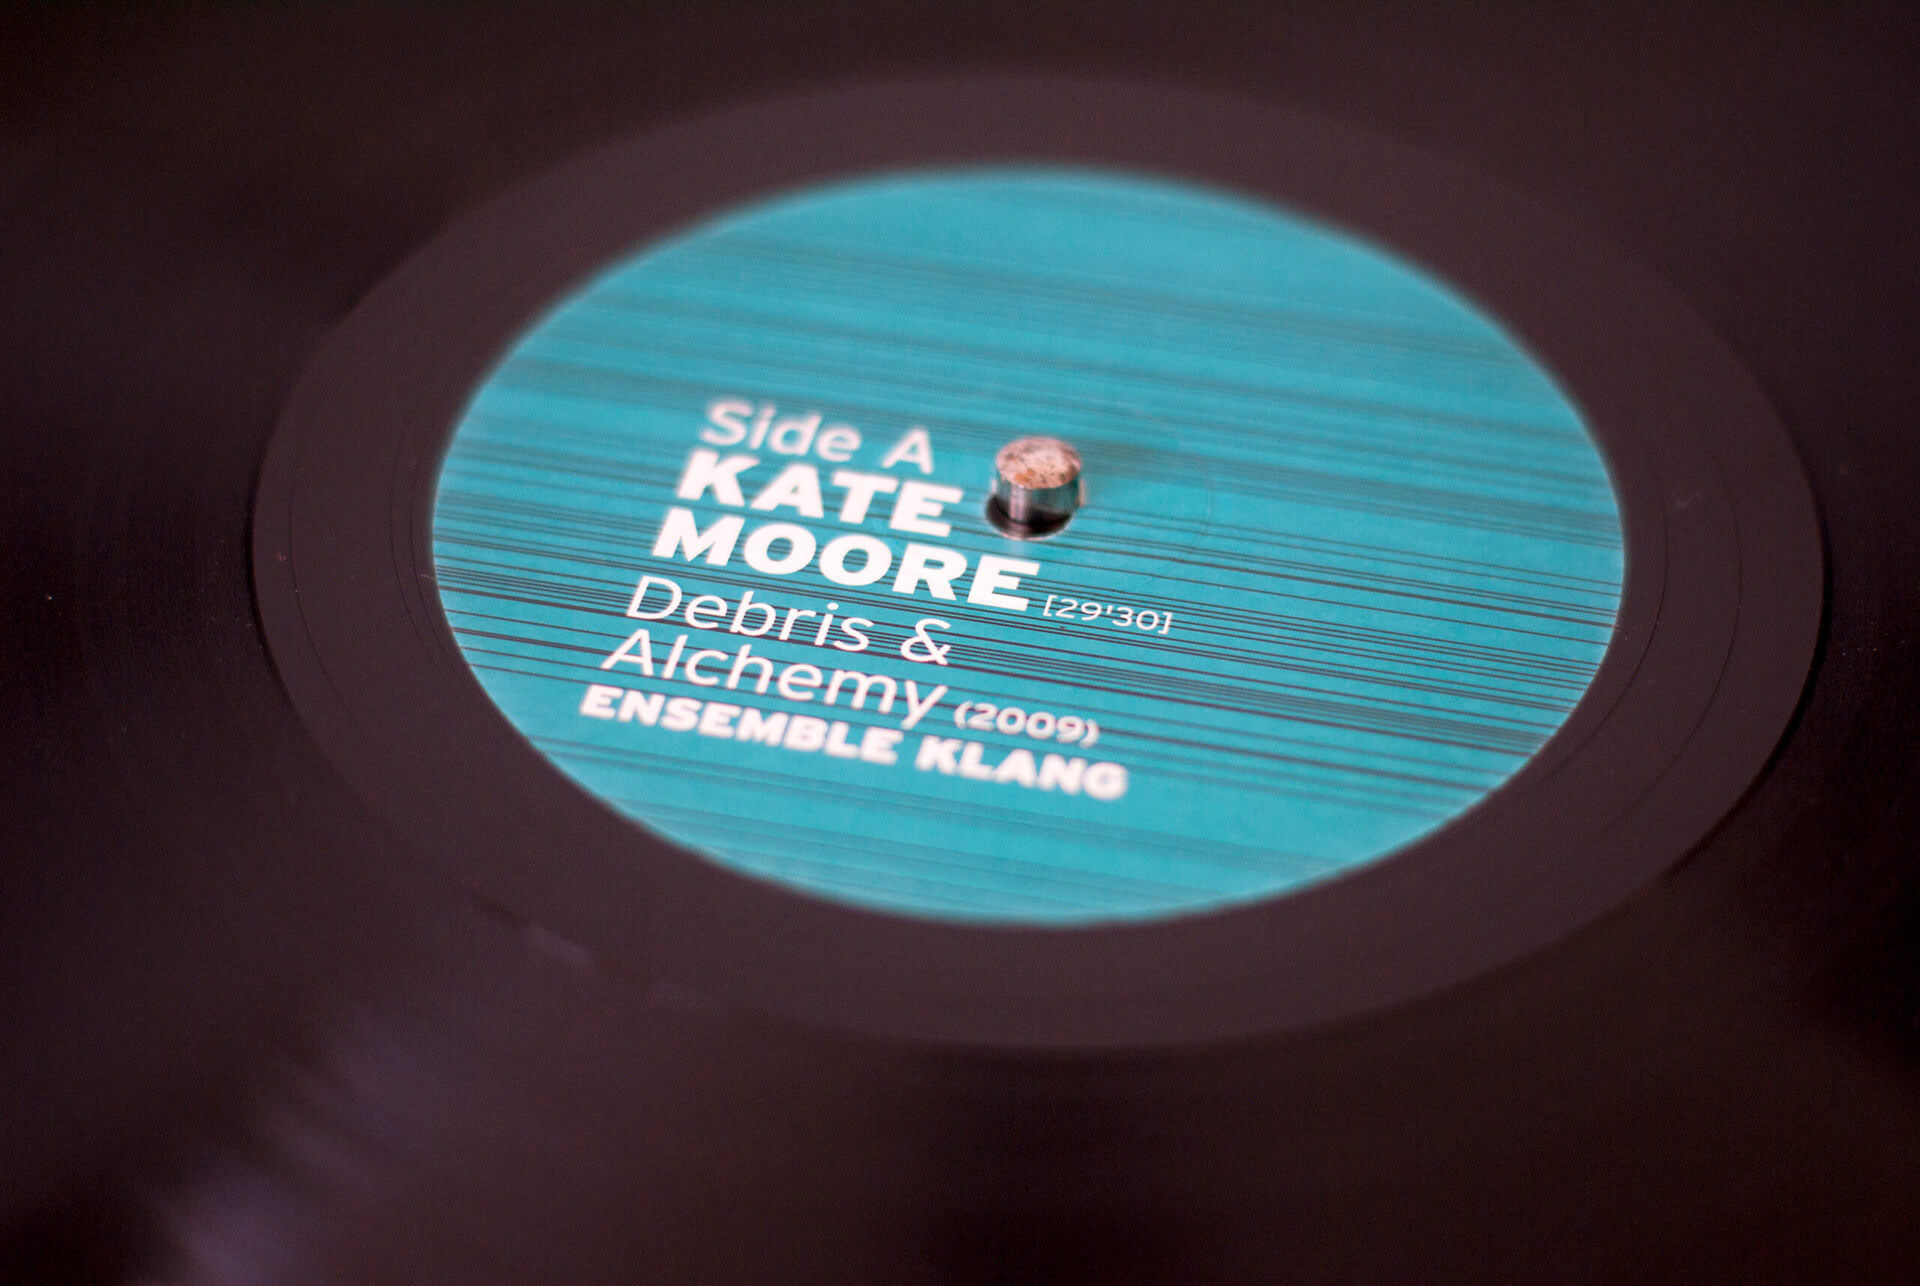 Side A
KATE
MOORE [29'30]
Debris &
Alchemy (2009)
ENSEMBLE KLANG